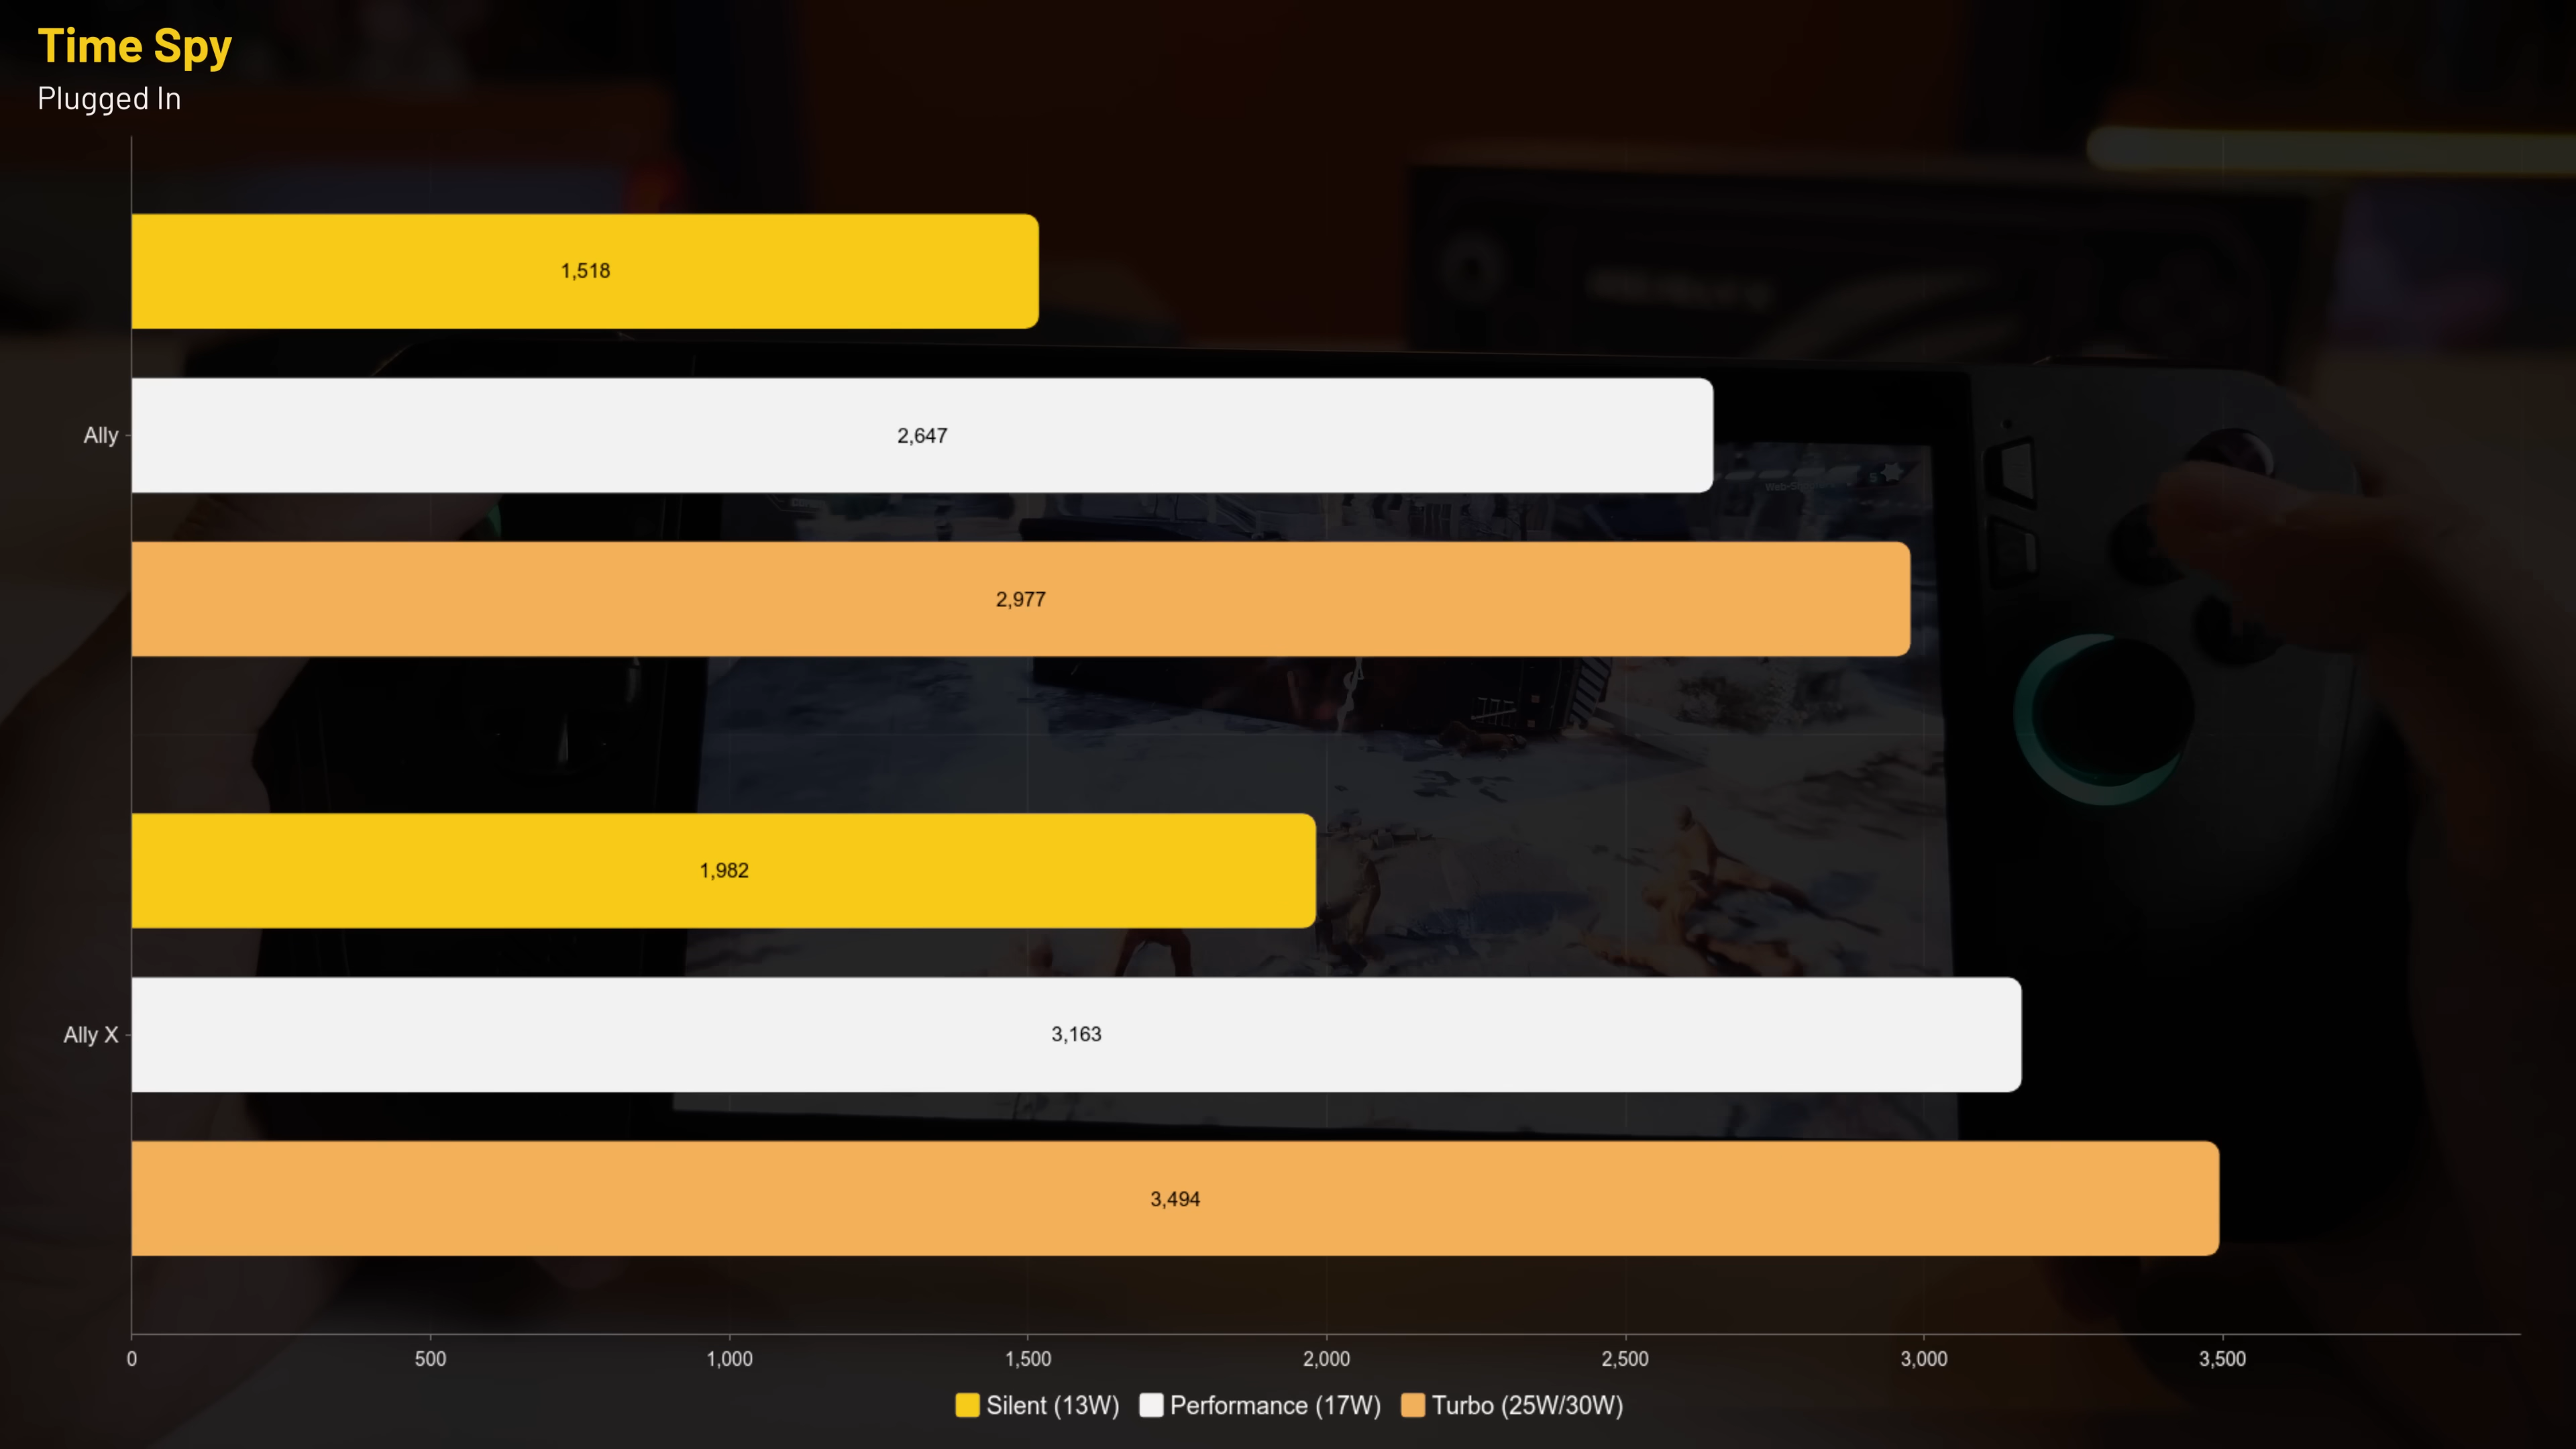 Time Spy
Plugged In
1,518
Ally
2,647
2,977
1,982
Ally X
3,163
3,494
0 500 1,000 1,500 2,000 2,500 3,000 3,500
Silent (13W) Performance (17W) Turbo (25W/30W)